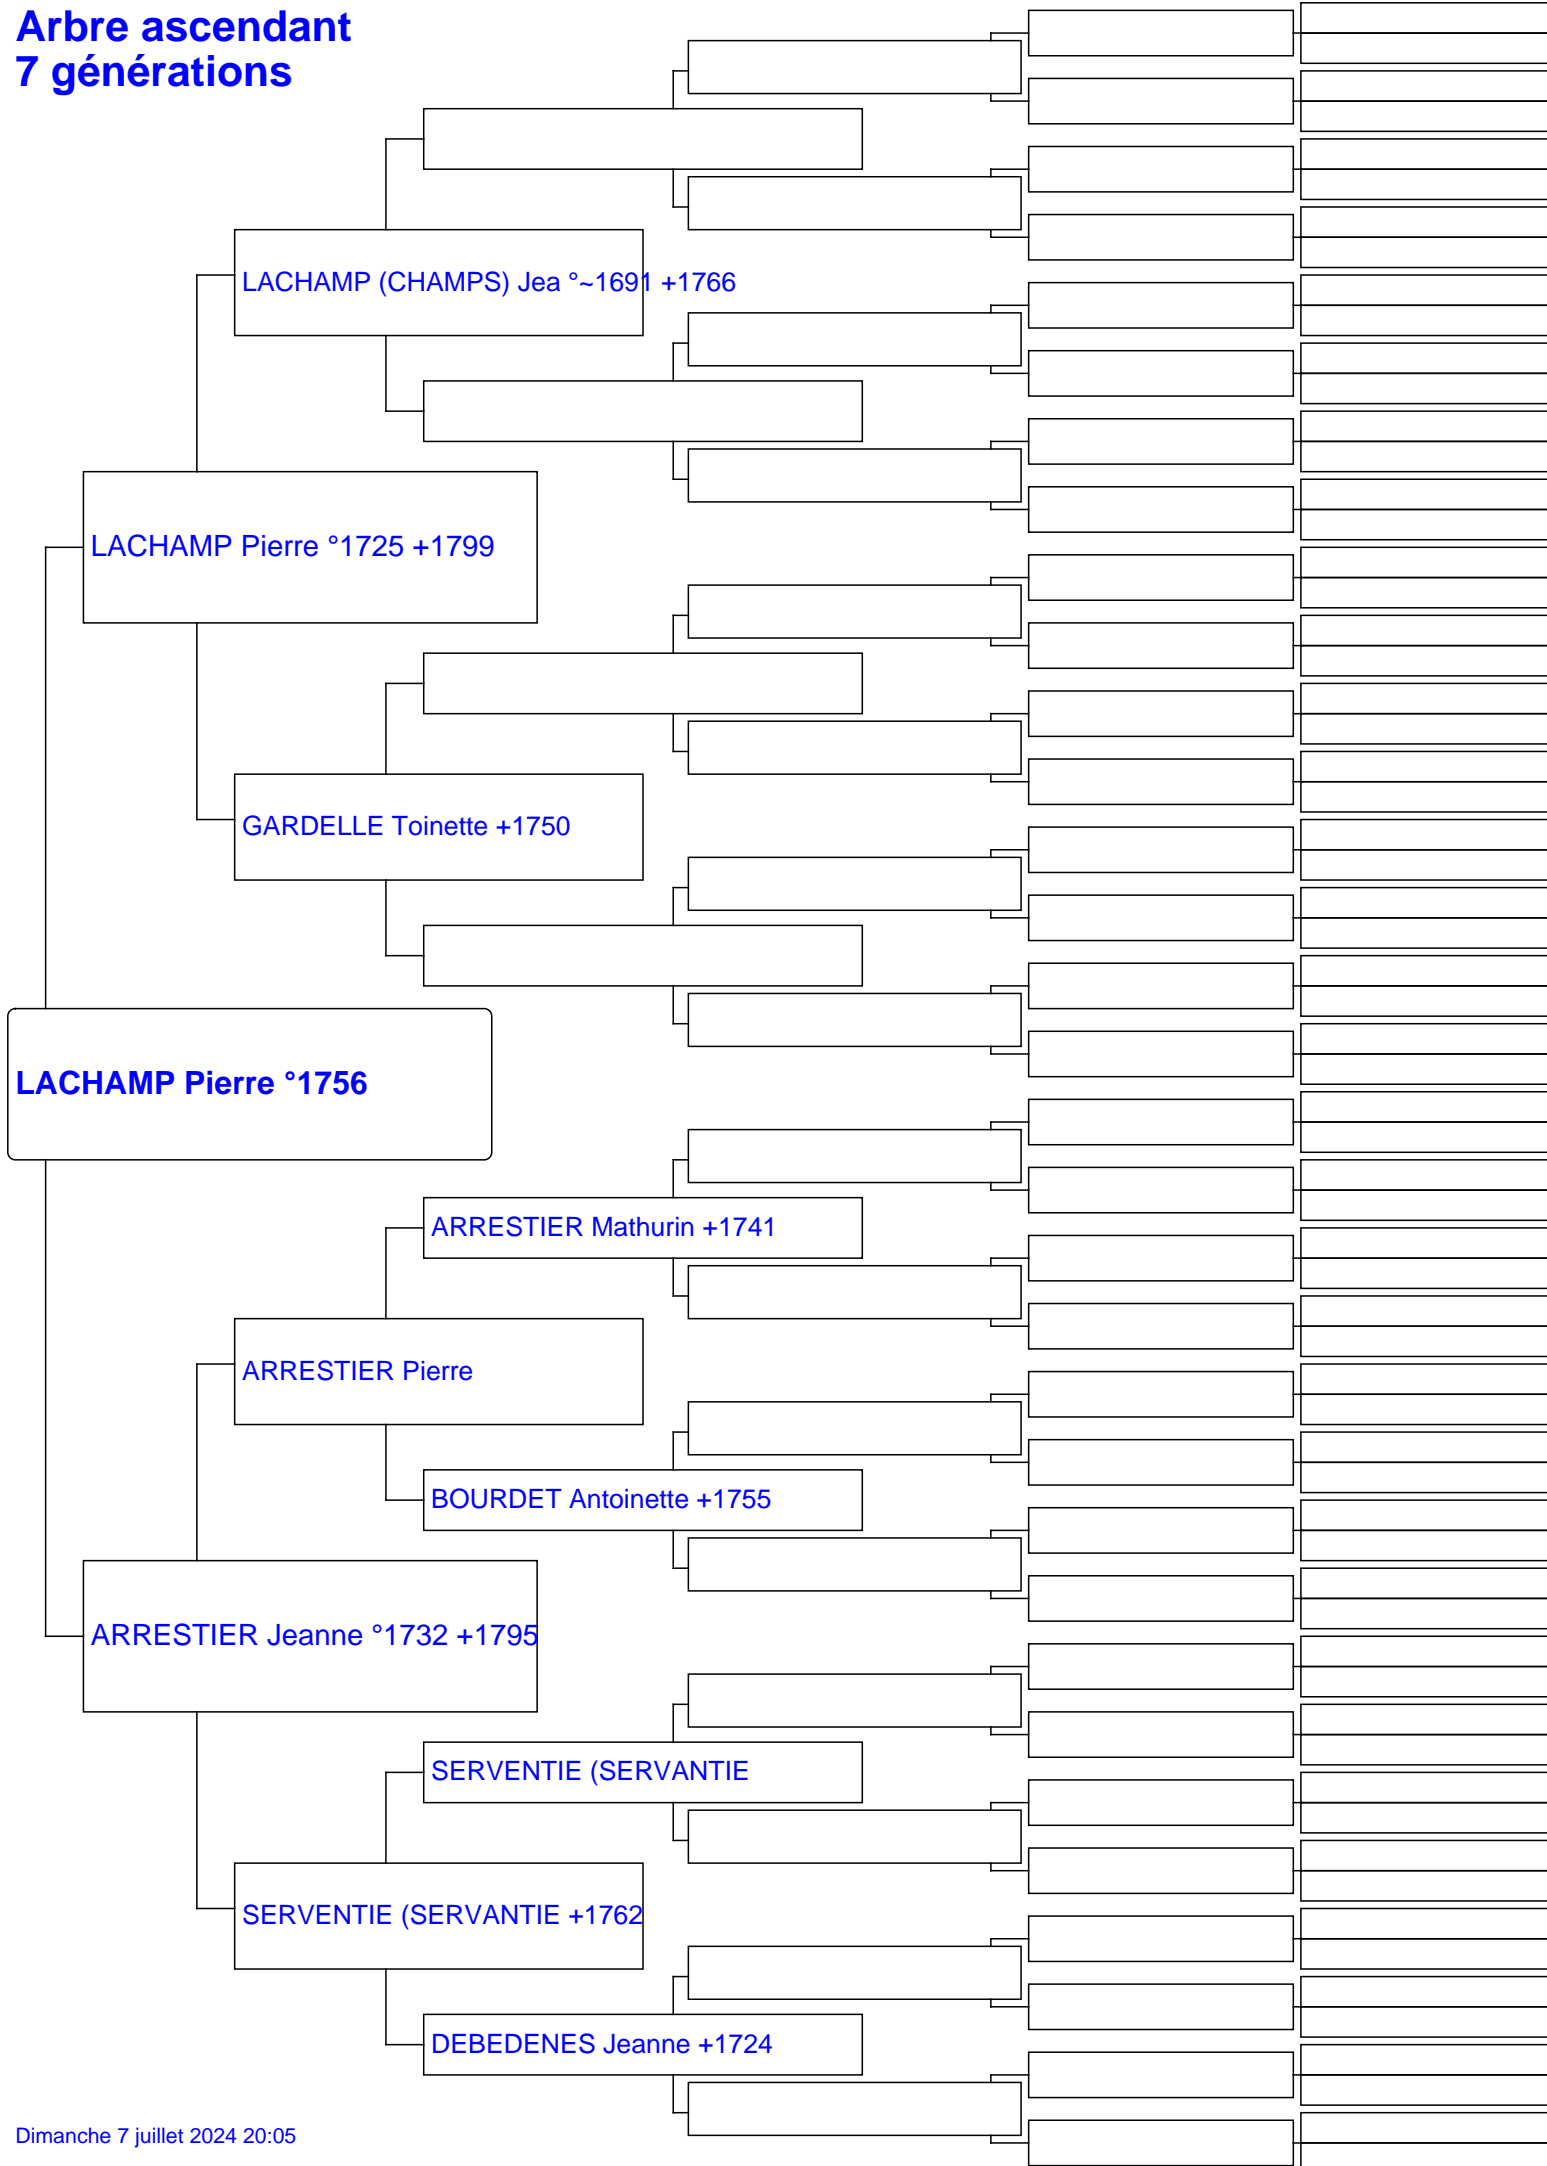 Arbre ascendant
7 générations
LACHAMP (CHAMPS) Jea °~1691 +1766
LACHAMP Pierre °1725 +1799
GARDELLE Toinette +1750
LACHAMP Pierre °1756
ARRESTIER Mathurin +1741
ARRESTIER Pierre
BOURDET Antoinette +1755
ARRESTIER Jeanne °1732 +1795
SERVENTIE (SERVANTIE
SERVENTIE (SERVANTIE +1762
DEBEDENES Jeanne +1724
Dimanche 7 juillet 2024 20:05